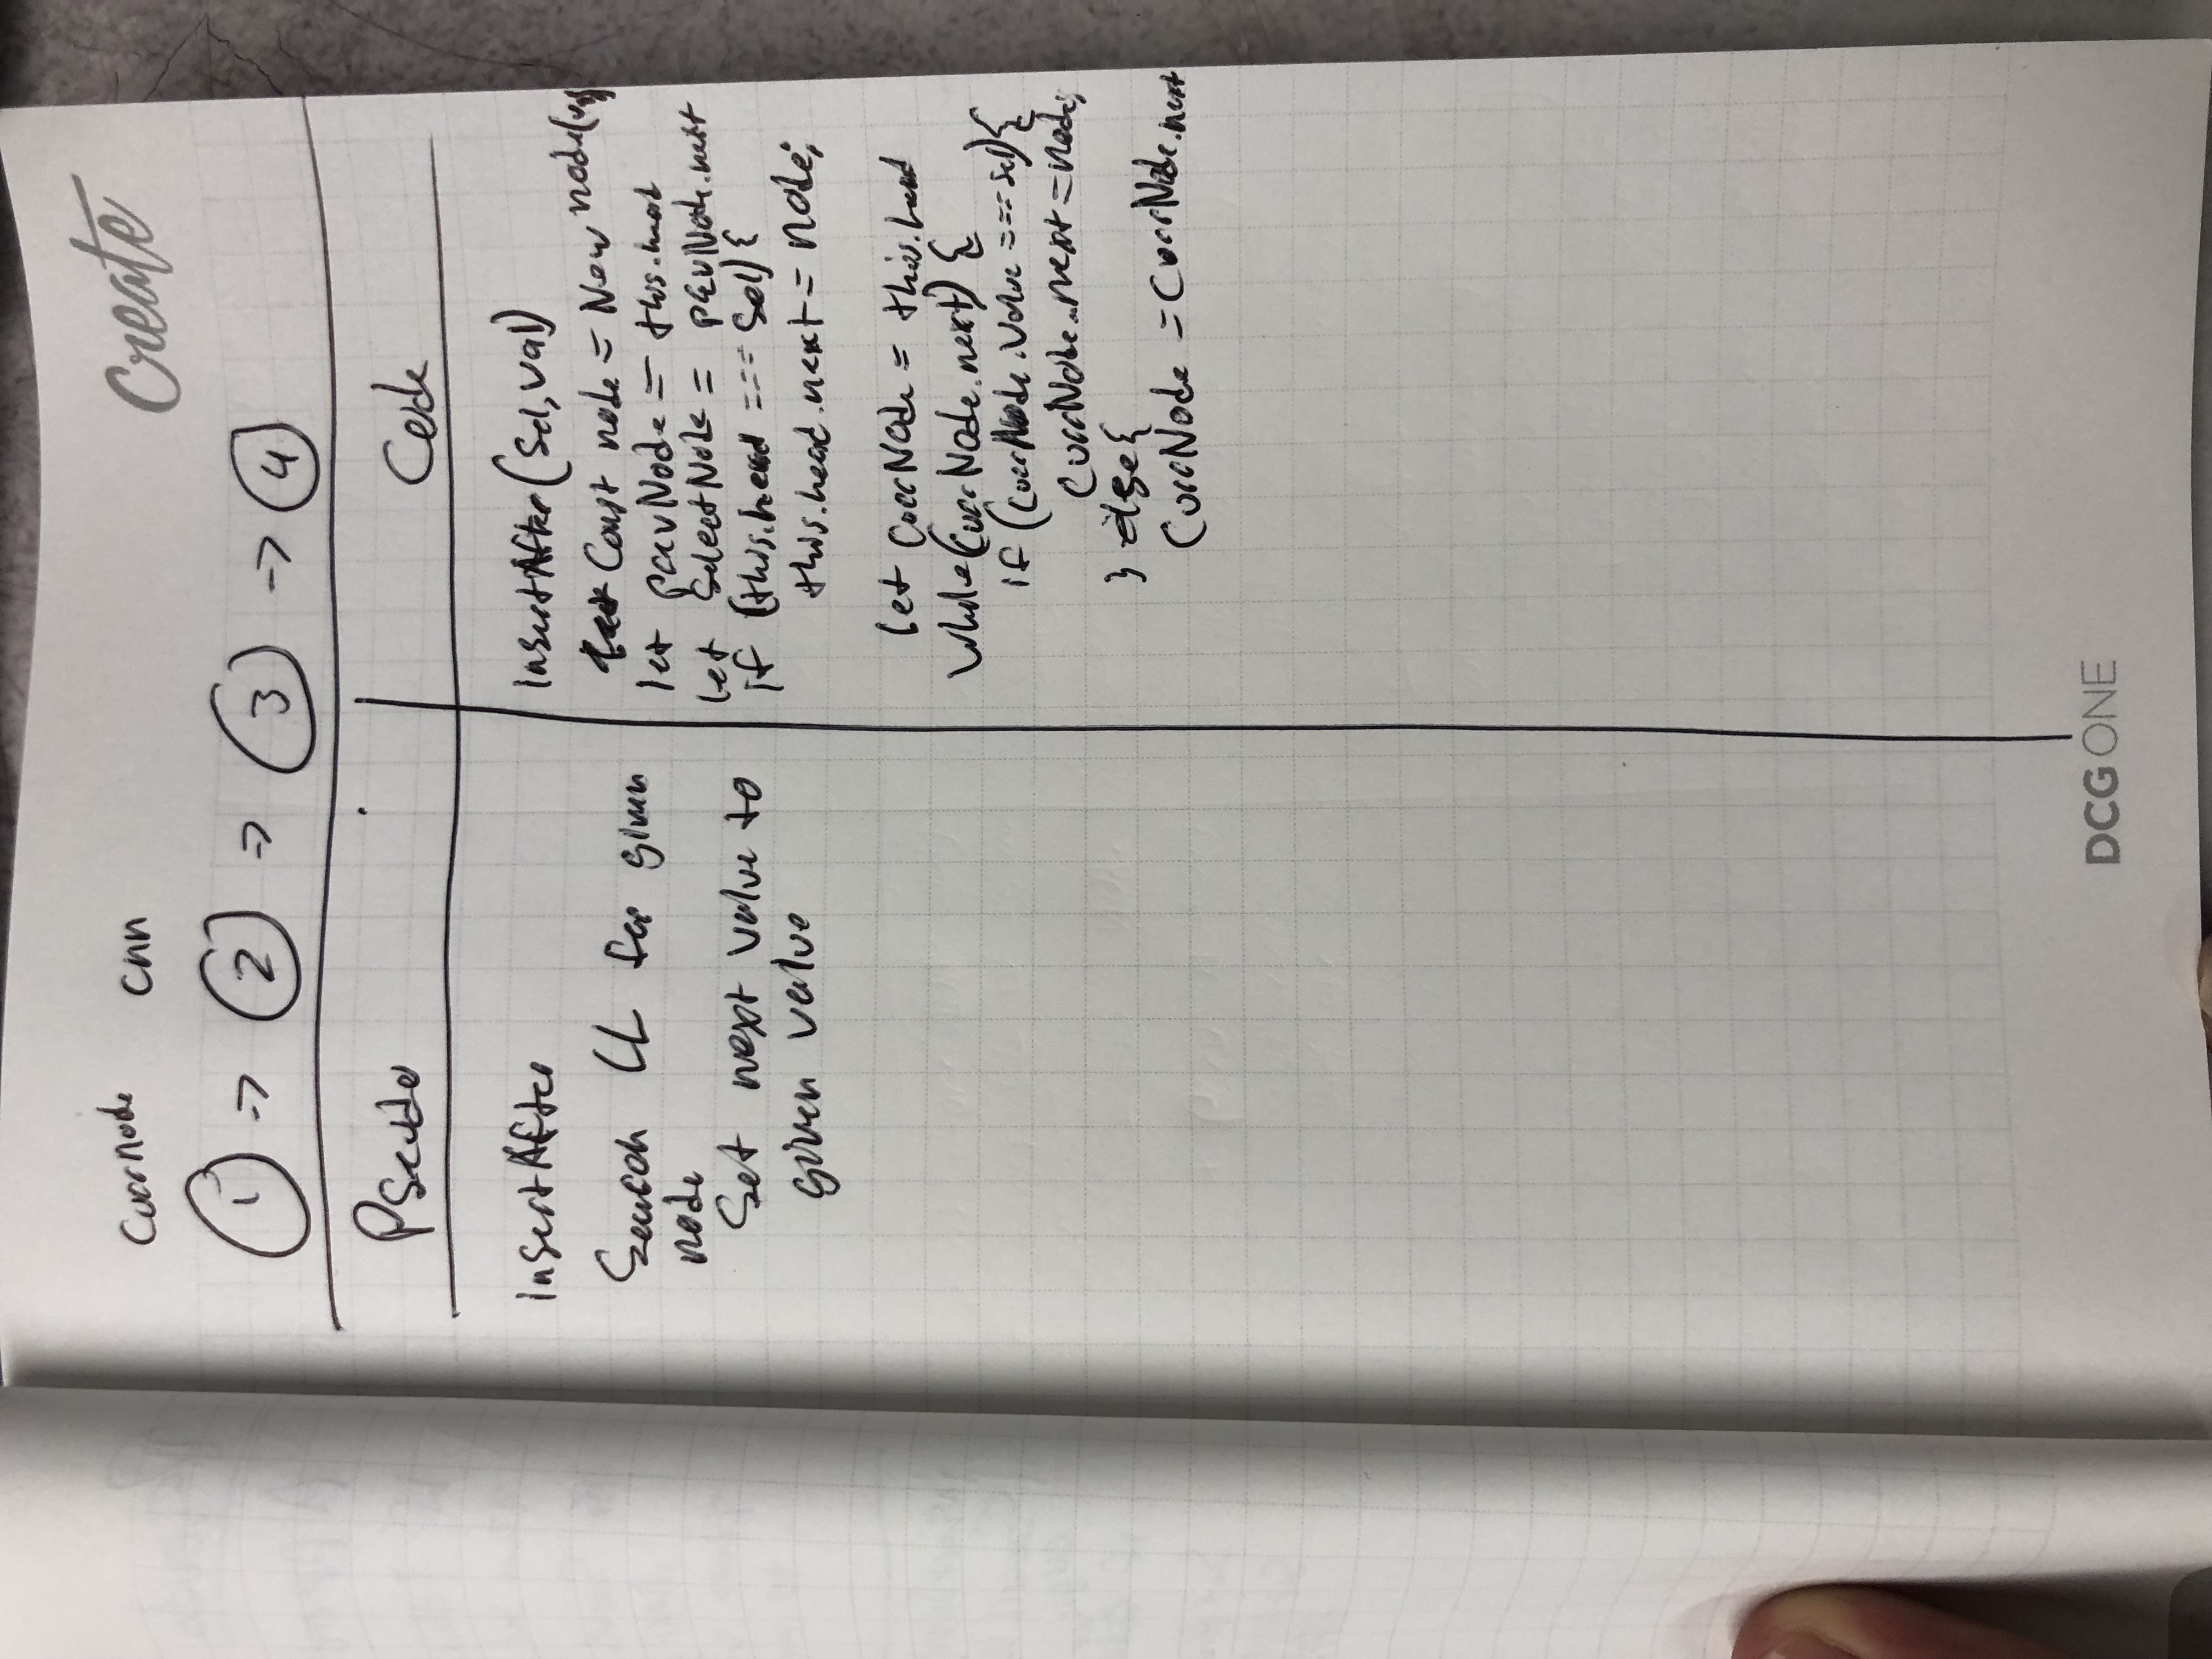 Create
CurrNode cnn
1 -> 2 -> 3 -> 4
Pseudo
Code
insertAfter
Search LL for given
node
Set next value to
given value
insertAfter(Sel, val)
Const node = New node(val)
let prevNode = this.head
let SelectNode = prevNode.next
if (this.head === Sel) {
this.head.next = node;
let currNode = this.head
while (currNode.next) {
if (currNode.Value === sel) {
CurrNode.next = node;
} else {
CurrNode = CurrNode.next
DCG ONE